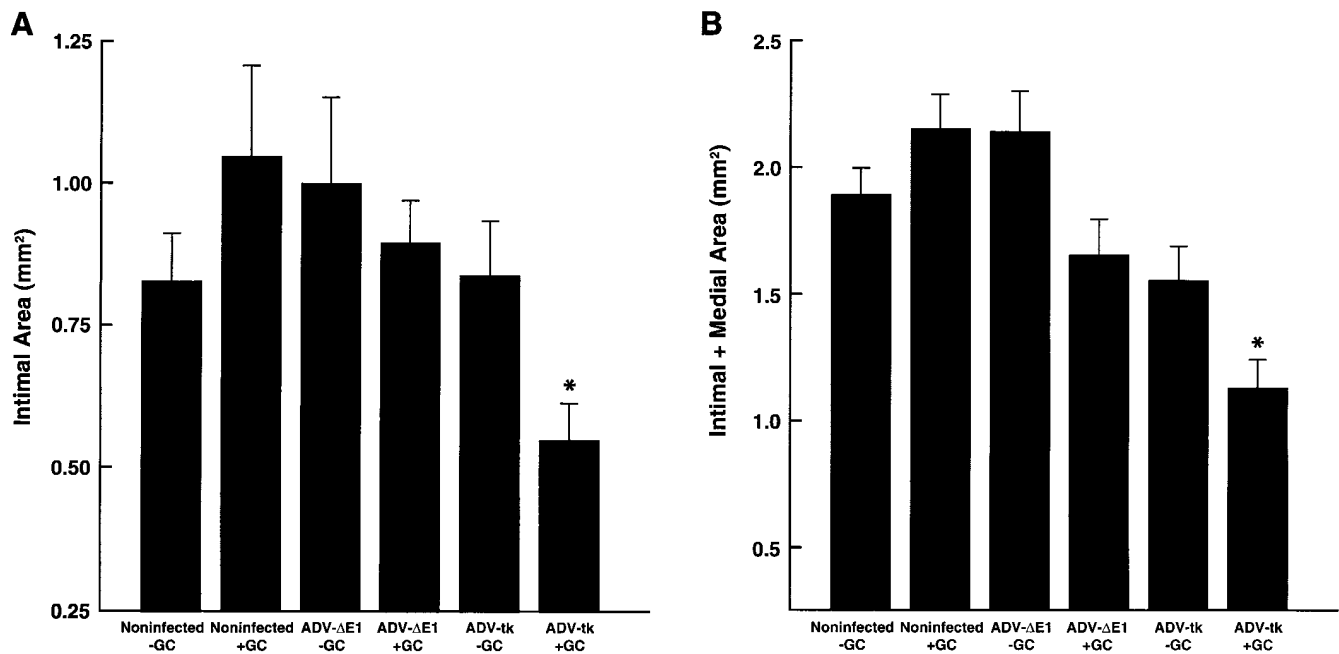 A
1.25
1.00
0.75
0.50
0.25
Intimal Area (mm²)
*
Noninfected
-GC
Noninfected
+GC
ADV-ΔE1
-GC
ADV-ΔE1
+GC
ADV-tk
-GC
ADV-tk
+GC
B
2.5
2.0
1.5
1.0
0.5
Intimal + Medial Area (mm²)
*
Noninfected
-GC
Noninfected
+GC
ADV-ΔE1
-GC
ADV-ΔE1
+GC
ADV-tk
-GC
ADV-tk
+GC